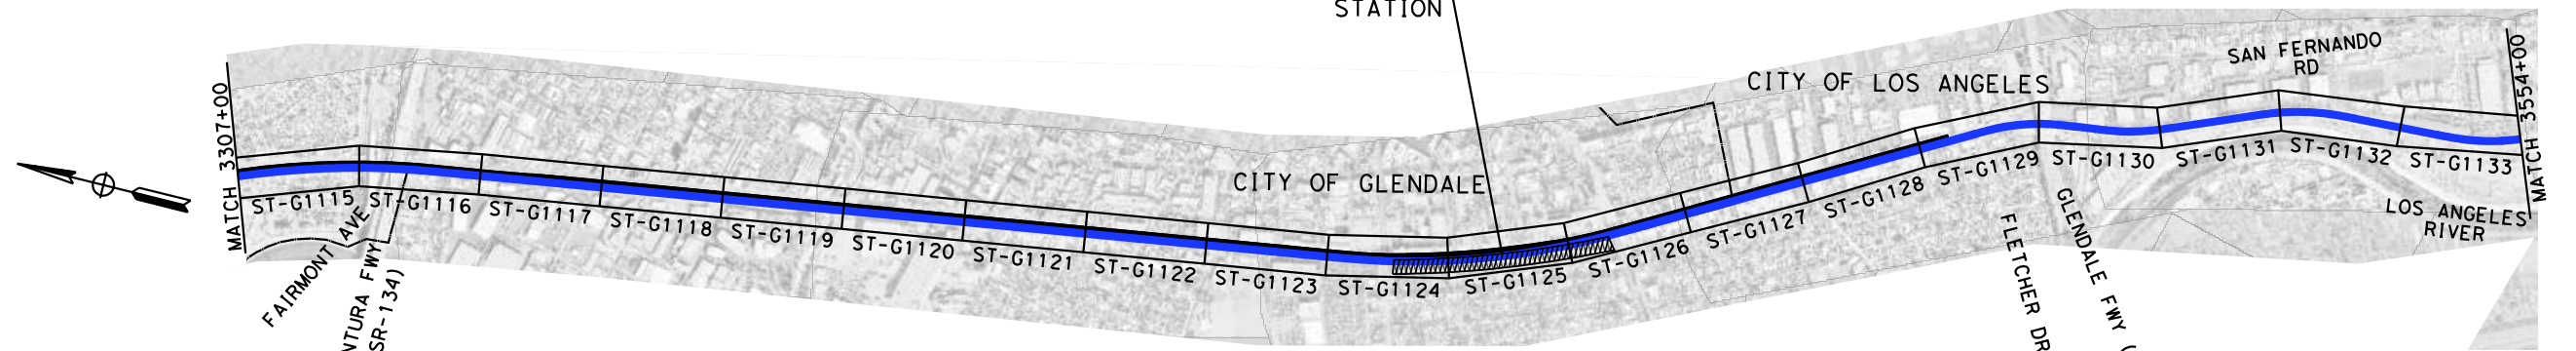 STATION
MATCH 3307+00
ST-G1115
ST-G1116
ST-G1117
ST-G1118
ST-G1119
ST-G1120
ST-G1121
ST-G1122
ST-G1123
ST-G1124
ST-G1125
ST-G1126
ST-G1127
ST-G1128
ST-G1129
ST-G1130
ST-G1131
ST-G1132
ST-G1133
MATCH 3554+00
CITY OF GLENDALE
CITY OF LOS ANGELES
SAN FERNANDO
RD
LOS ANGELES
RIVER
FAIRMONT AVE
NTURA FWY
SR-134)
FLETCHER DR
GLENDALE FWY (